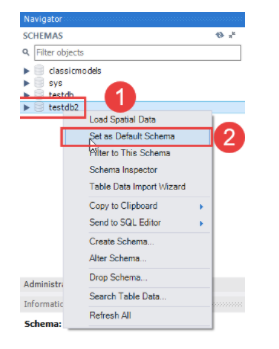 Navigator
SCHEMAS
Filter objects
classicmodels
sys
testdb
testdb2
1
Load Spatial Data
Set as Default Schema
2
Filter to This Schema
Schema Inspector
Table Data Import Wizard
Copy to Clipboard
Send to SQL Editor
Create Schema...
Alter Schema...
Drop Schema...
Search Table Data...
Refresh All
Administra
Informatio
Schema: